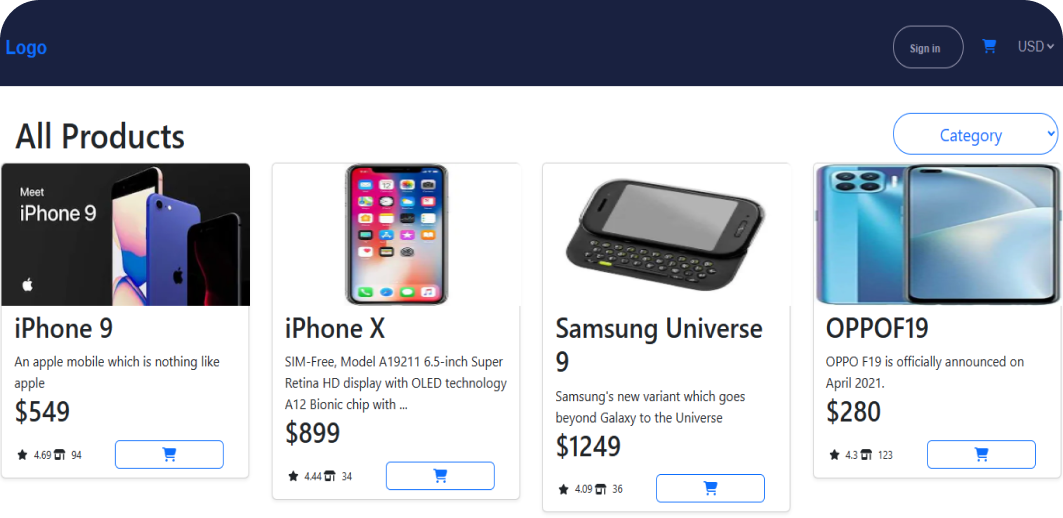 Logo
Sign in
USD
All Products
Category
Meet
iPhone 9
iPhone 9
An apple mobile which is nothing like
apple
$549
4.69 94
iPhone X
SIM-Free, Model A19211 6.5-inch Super
Retina HD display with OLED technology
A12 Bionic chip with ...
$899
4.44 34
Samsung Universe
9
Samsung's new variant which goes
beyond Galaxy to the Universe
$1249
4.09 36
OPPOF19
OPPO F19 is officially announced on
April 2021.
$280
4.3 123